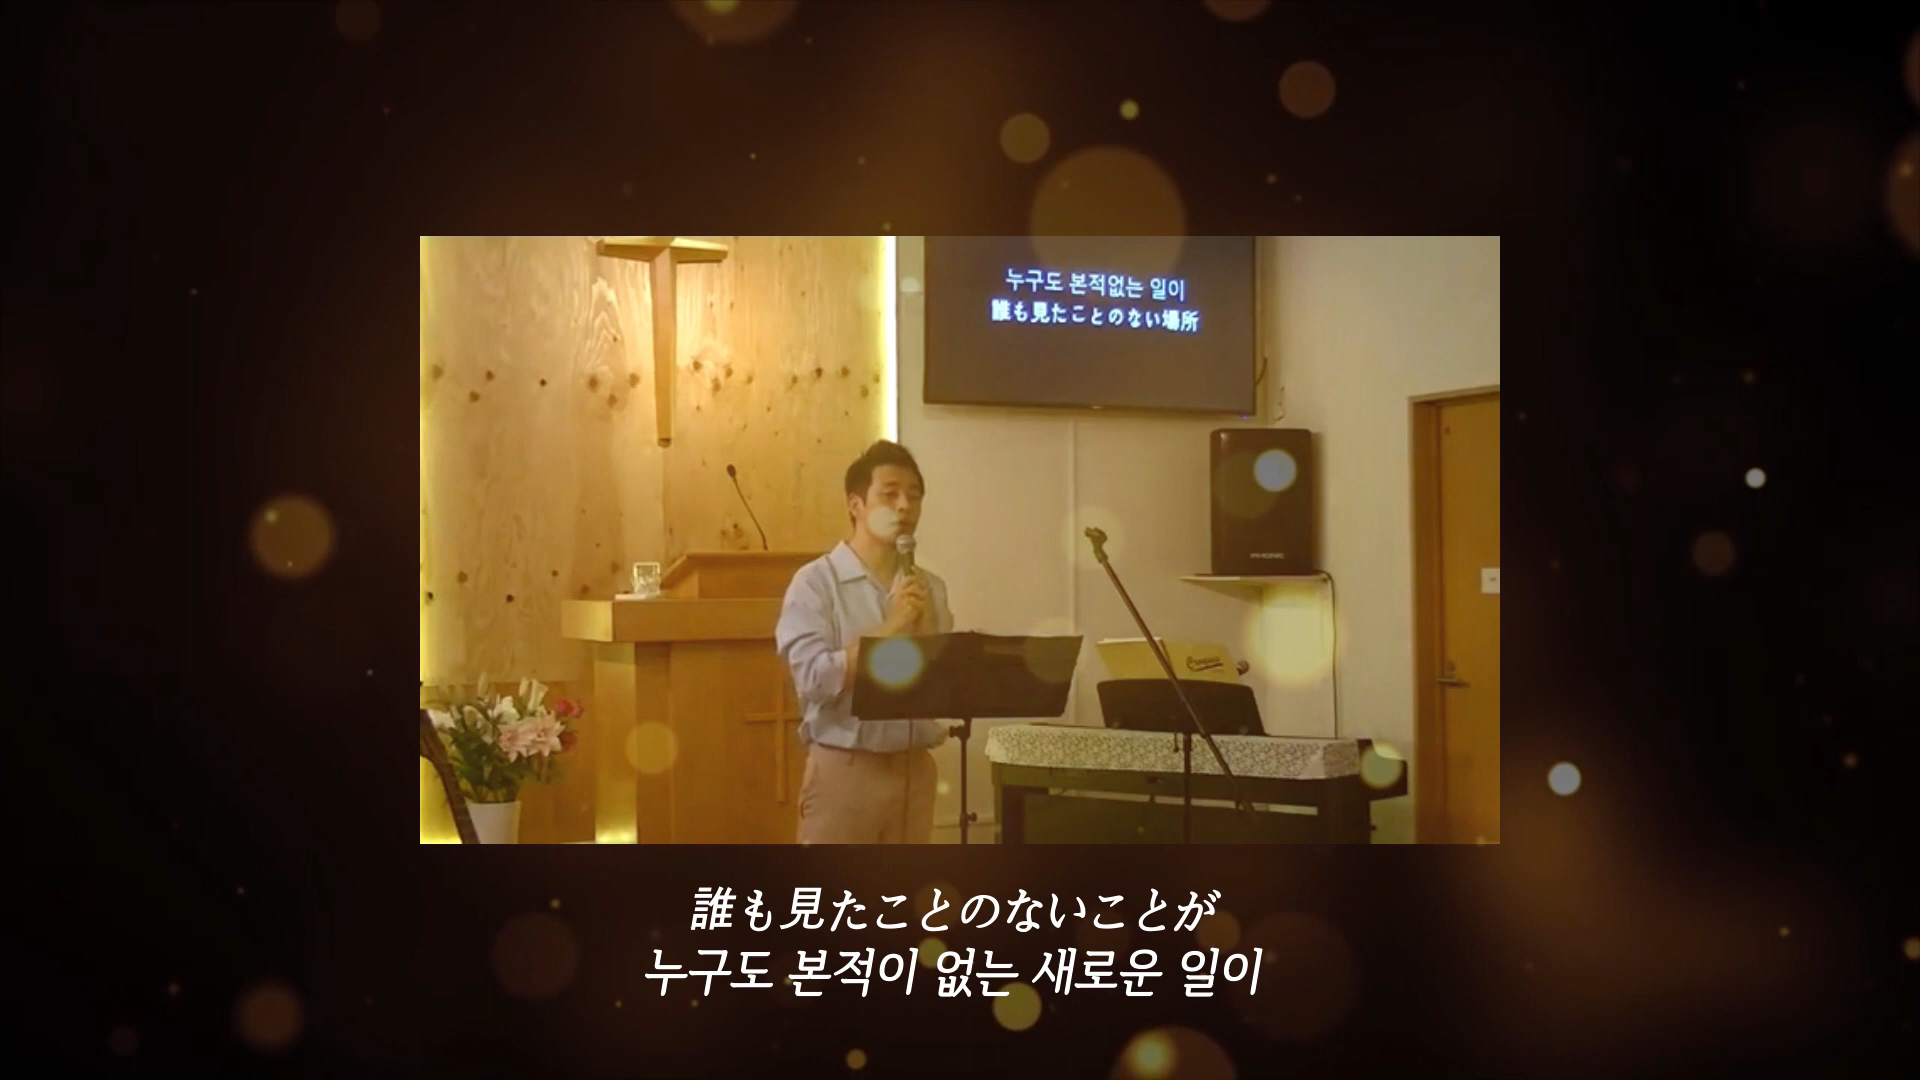 누구도 본적없는 일이
誰も見たことのない場所
誰も見たことのないことが
누구도 본적이 없는 새로운 일이